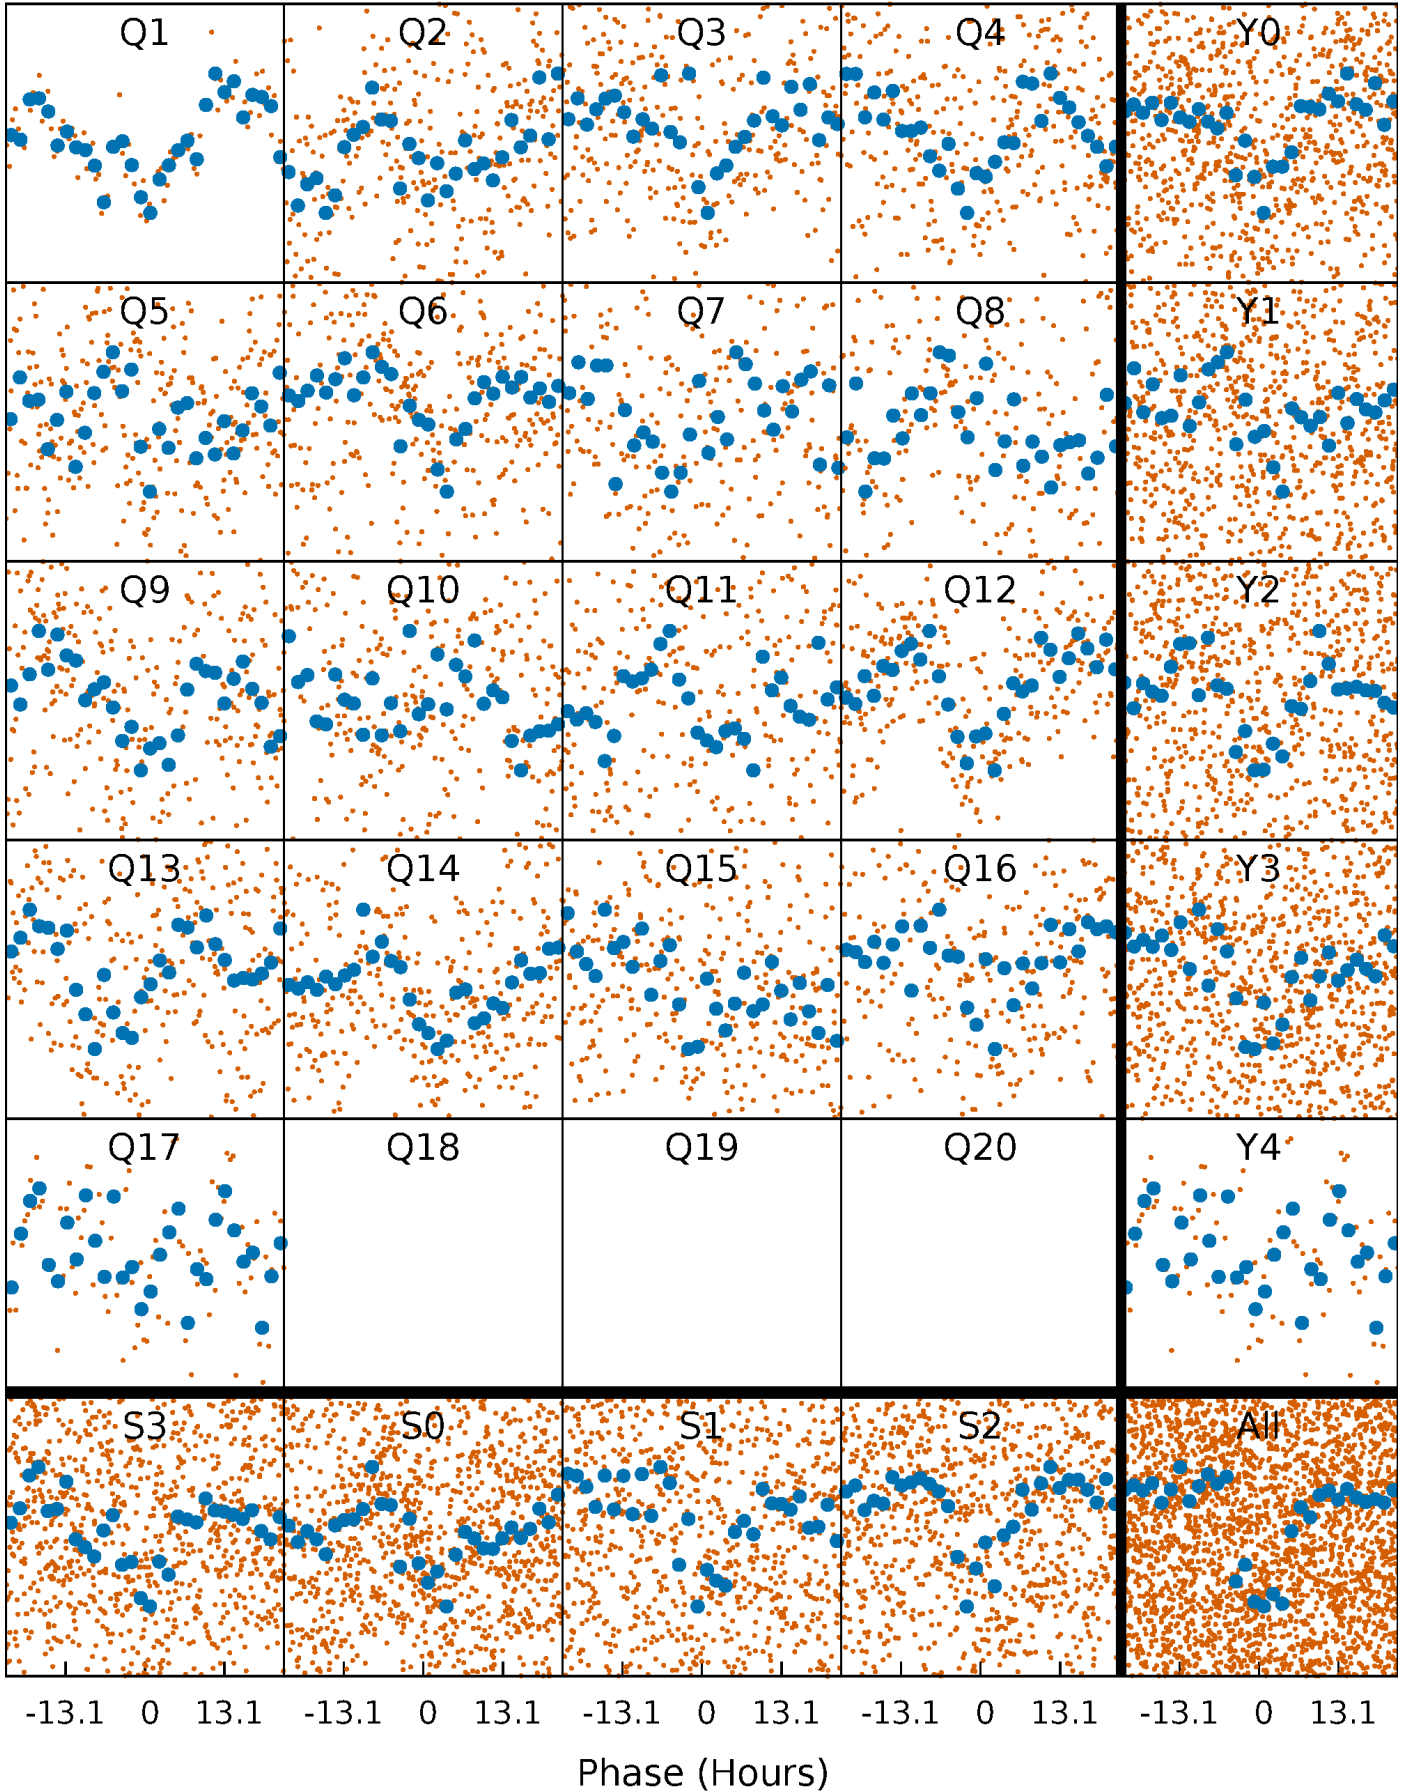 Q1 Q2 Q3 Q4 Y0
Q5 Q6 Q7 Q8 Y1
Q9 Q10 Q11 Q12 Y2
Q13 Q14 Q15 Q16 Y3
Q17 Q18 Q19 Q20 Y4
S3 S0 S1 S2 All
-13.1 0 13.1 -13.1 0 13.1 -13.1 0 13.1 -13.1 0 13.1 -13.1 0 13.1
Phase (Hours)